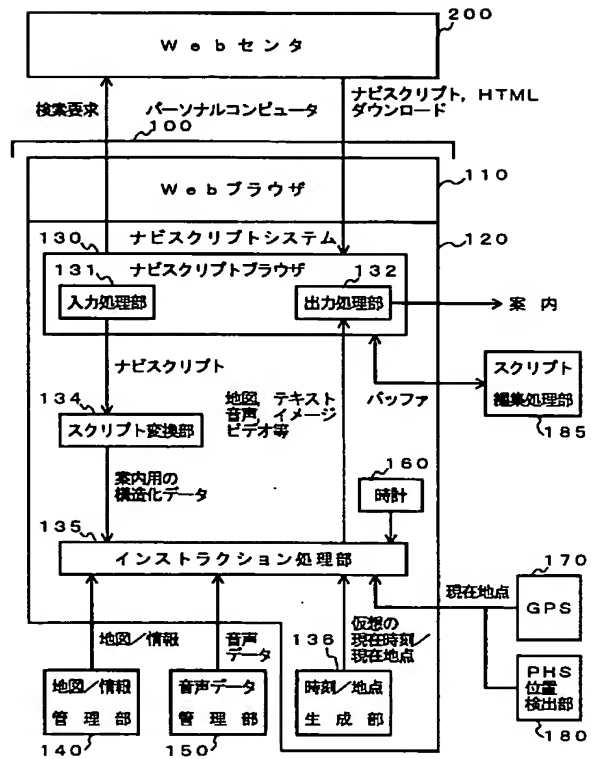 200
Webセンタ
検索要求
パーソナルコンピュータ
100
ナビスクリプト，HTML
ダウンロード
Webブラウザ
110
130
ナビスクリプトシステム
120
131
ナビスクリプトブラウザ
132
入力処理部
出力処理部
案内
ナビスクリプト
134
スクリプト変換部
地図，テキスト
音声，イメージ
ビデオ等
バッファ
スクリプト
編集処理部
185
案内用の
構造化データ
160
時計
135
インストラクション処理部
現在地点
170
GPS
地図／情報
音声
データ
136
仮想の
現在時刻／
現在地点
地図／情報
管理部
140
音声データ
管理部
150
時刻／地点
生成部
PHS
位置
検出部
180